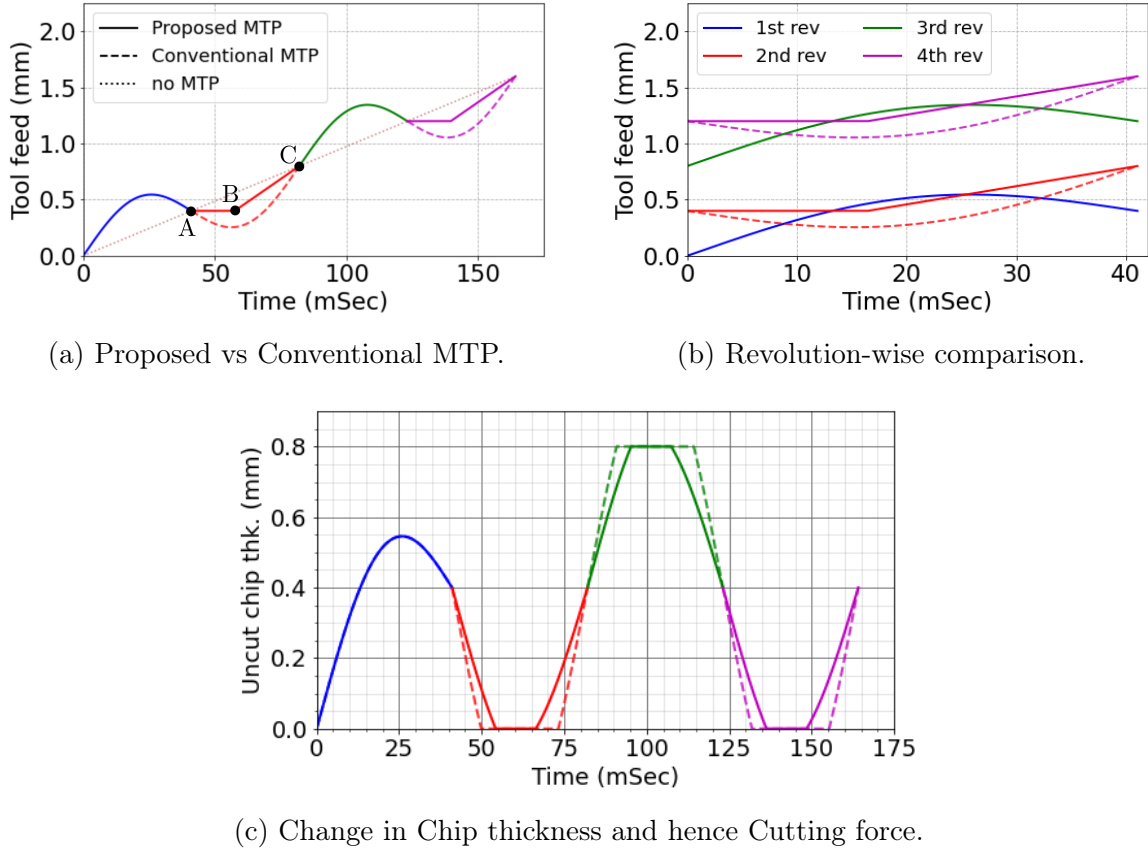 2.0
1.5
1.0
0.5
0.0
Tool feed (mm)
Proposed MTP
Conventional MTP
no MTP
A
B
C
0 50 100 150
Time (mSec)
(a) Proposed vs Conventional MTP.
2.0
1.5
1.0
0.5
0.0
Tool feed (mm)
1st rev 3rd rev
2nd rev 4th rev
0 10 20 30 40
Time (mSec)
(b) Revolution-wise comparison.
0.8
0.6
0.4
0.2
0.0
Uncut chip thk. (mm)
0 25 50 75 100 125 150 175
Time (mSec)
(c) Change in Chip thickness and hence Cutting force.